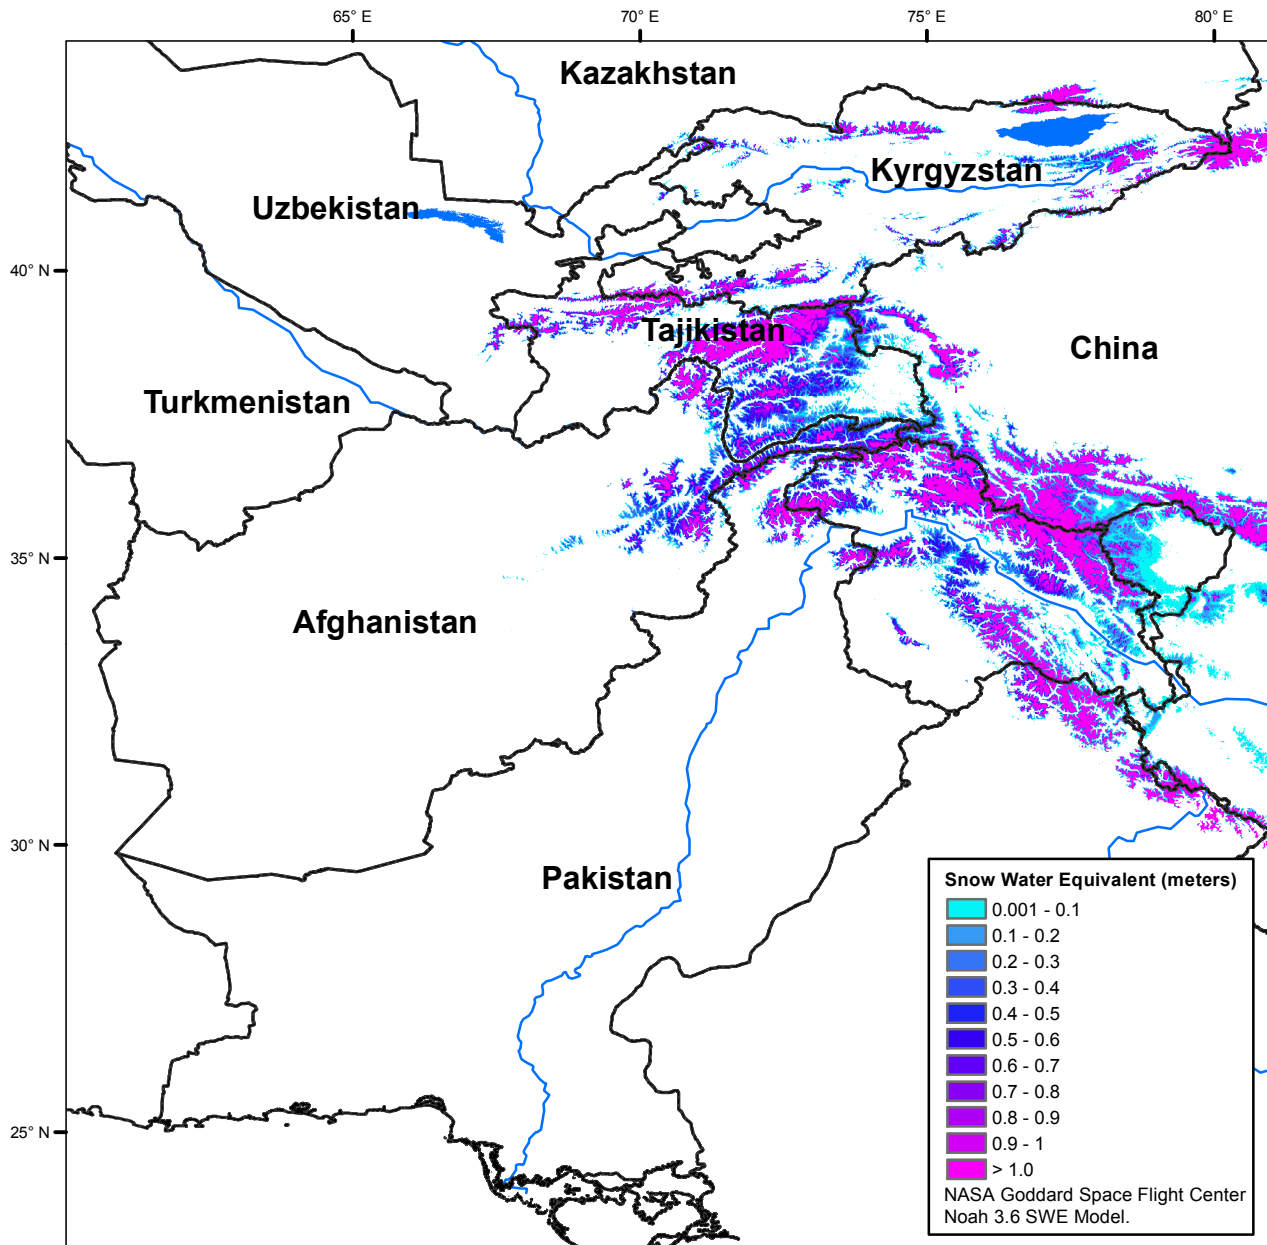 65° E 70° E 75° E 80° E
Kazakhstan
Kyrgyzstan
Uzbekistan
40° N
Tajikistan
China
Turkmenistan
35° N
Afghanistan
30° N
Pakistan
25° N
Snow Water Equivalent (meters)
0.001 - 0.1
0.1 - 0.2
0.2 - 0.3
0.3 - 0.4
0.4 - 0.5
0.5 - 0.6
0.6 - 0.7
0.7 - 0.8
0.8 - 0.9
0.9 - 1
> 1.0
NASA Goddard Space Flight Center
Noah 3.6 SWE Model.